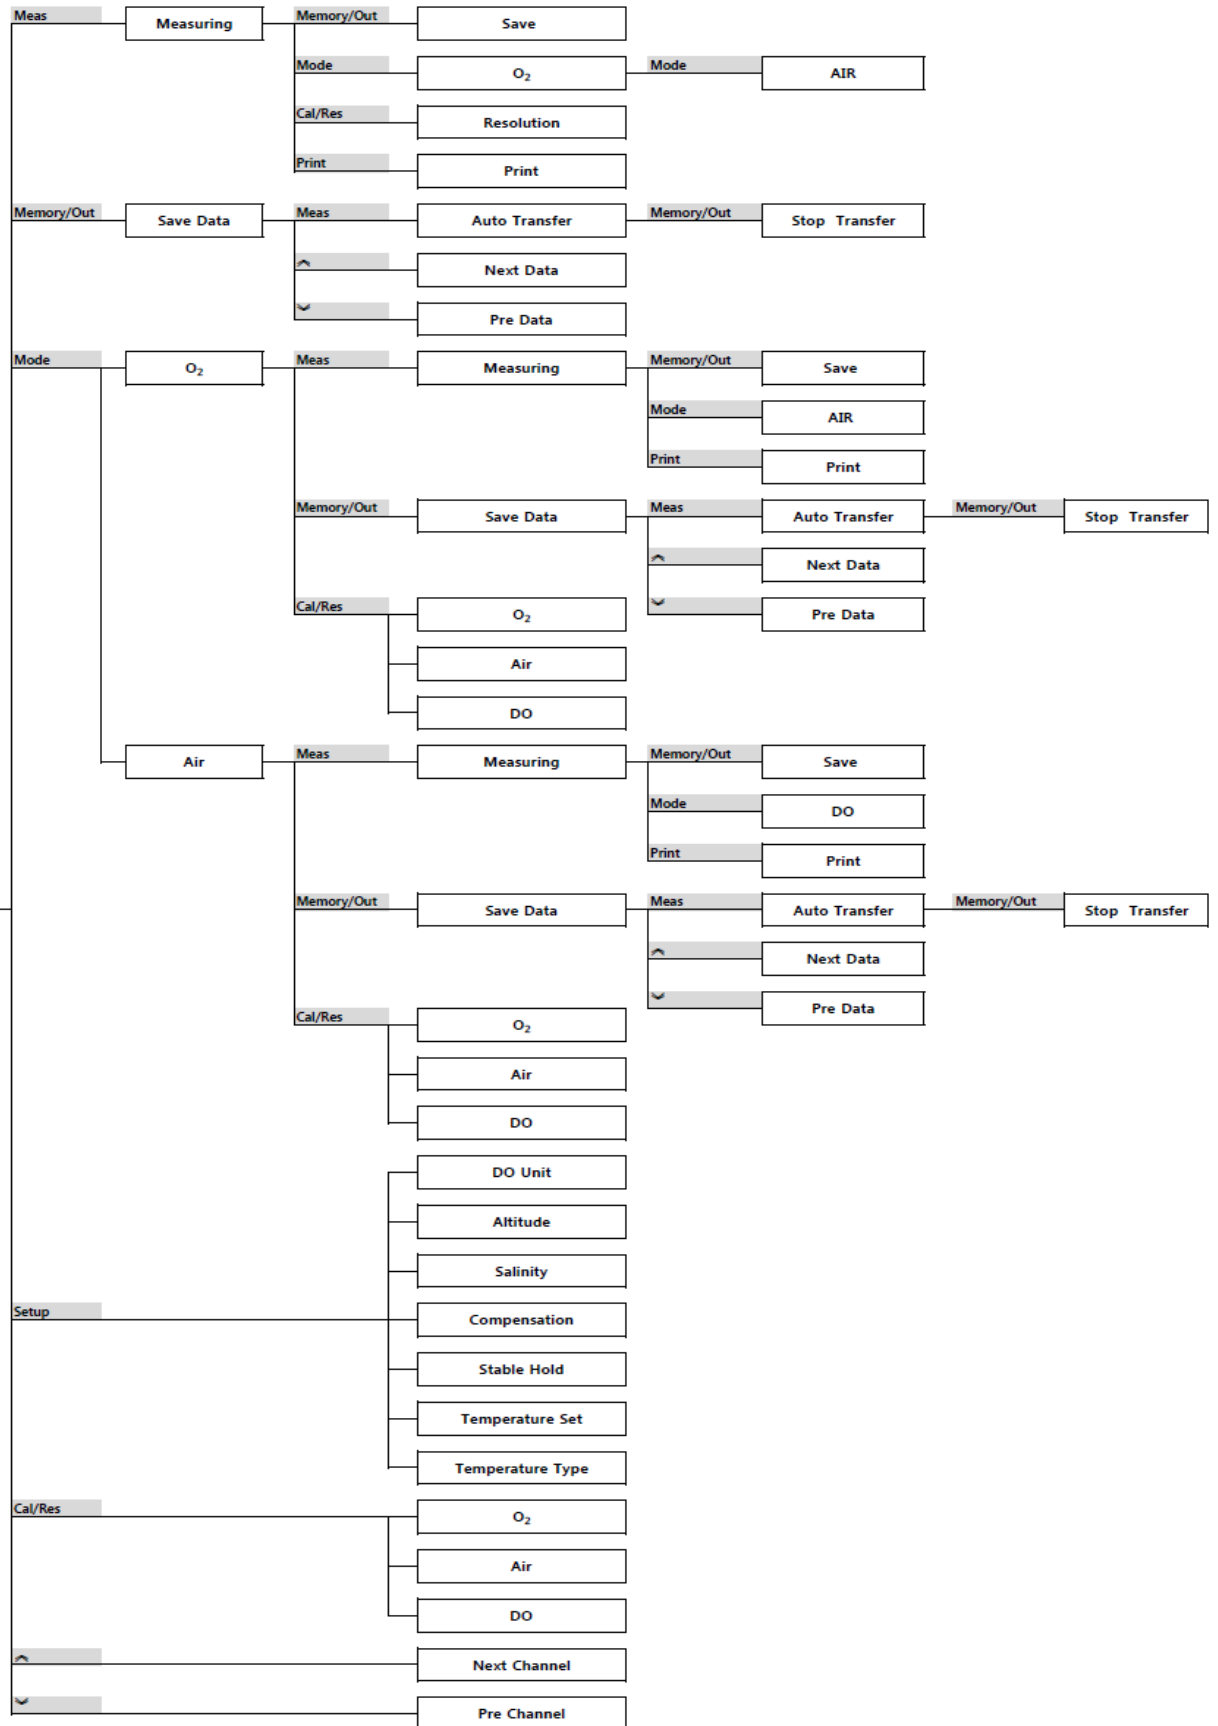 Meas Measuring Memory/Out Save
Mode O₂ Mode AIR
Cal/Res Resolution
Print Print
Memory/Out Save Data Meas Auto Transfer Memory/Out Stop Transfer
︽ Next Data
︾ Pre Data
Mode O₂ Meas Measuring Memory/Out Save
Mode AIR
Print Print
Memory/Out Save Data Meas Auto Transfer Memory/Out Stop Transfer
︽ Next Data
Cal/Res O₂ ︾ Pre Data
Air
DO
Air Meas Measuring Memory/Out Save
Mode DO
Print Print
Memory/Out Save Data Meas Auto Transfer Memory/Out Stop Transfer
︽ Next Data
︾ Pre Data
Cal/Res O₂
Air
DO
DO Unit
Altitude
Salinity
Setup Compensation
Stable Hold
Temperature Set
Temperature Type
Cal/Res O₂
Air
DO
︽ Next Channel
︾ Pre Channel